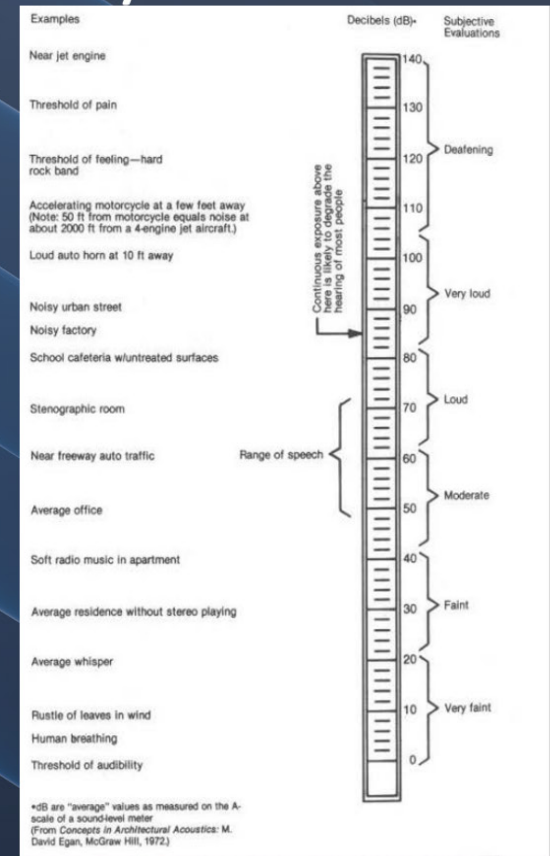 Examples
Decibels (dB)*
Subjective
Evaluations
Near jet engine
Threshold of pain
Threshold of feeling—hard
rock band
Accelerating motorcycle at a few feet away
(Note: 50 ft from motorcycle equals noise at
about 2000 ft from a 4-engine jet aircraft.)
Loud auto horn at 10 ft away
Noisy urban street
Noisy factory
School cafeteria w/untreated surfaces
Stenographic room
Near freeway auto traffic
Average office
Soft radio music in apartment
Average residence without stereo playing
Average whisper
Rustle of leaves in wind
Human breathing
Threshold of audibility
Continuous exposure above
here is likely to degrade the
hearing of most people
Range of speech
140
130
120
110
100
90
80
70
60
50
40
30
20
10
0
Deafening
Very loud
Loud
Moderate
Faint
Very faint
*dB are "average" values as measured on the A-
scale of a sound-level meter
(From Concepts in Architectural Acoustics: M.
David Egan, McGraw Hill, 1972.)